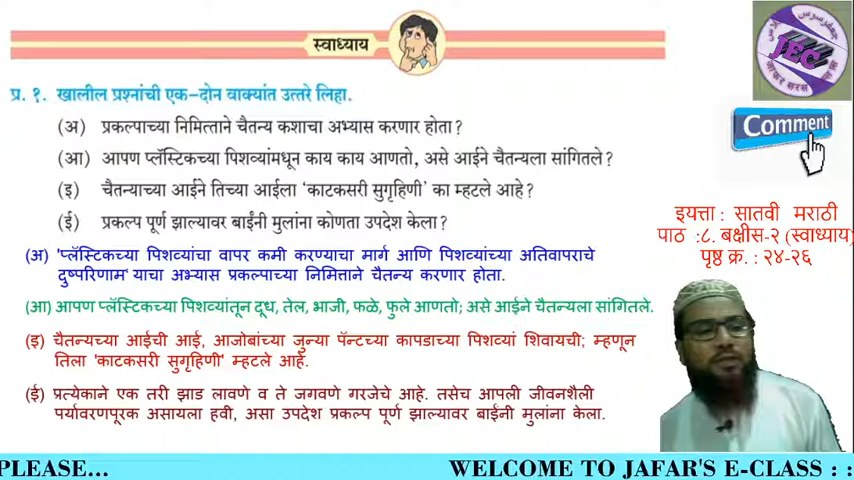 स्वाध्याय
JEC
Comment
प्र. १. खालील प्रश्नांची एक-दोन वाक्यांत उत्तरे लिहा.
(अ) प्रकल्पाच्या निमित्ताने चैतन्य कशाचा अभ्यास करणार होता?
(आ) आपण प्लॅस्टिकच्या पिशव्यांमधून काय काय आणतो, असे आईने चैतन्यला सांगितले?
(इ) चैतन्याच्या आईने तिच्या आईला 'काटकसरी सुगृहिणी' का म्हटले आहे?
(ई) प्रकल्प पूर्ण झाल्यावर बाईंनी मुलांना कोणता उपदेश केला?
इयत्ता : सातवी मराठी
पाठ :८. बक्षीस-२ (स्वाध्याय)
पृष्ठ क्र. : २४-२६
(अ) 'प्लॅस्टिकच्या पिशव्यांचा वापर कमी करण्याचा मार्ग आणि पिशव्यांच्या अतिवापराचे
दुष्परिणाम' याचा अभ्यास प्रकल्पाच्या निमित्ताने चैतन्य करणार होता.
(आ) आपण प्लॅस्टिकच्या पिशव्यांतून दूध, तेल, भाजी, फळे, फुले आणतो; असे आईने चैतन्यला सांगितले.
(इ) चैतन्यच्या आईची आई, आजोबांच्या जुन्या पॅन्टच्या कापडाच्या पिशव्यां शिवायची; म्हणून
तिला 'काटकसरी सुगृहिणी' म्हटले आहे.
(ई) प्रत्येकाने एक तरी झाड लावणे व ते जगवणे गरजेचे आहे. तसेच आपली जीवनशैली
पर्यावरणपूरक असायला हवी, असा उपदेश प्रकल्प पूर्ण झाल्यावर बाईंनी मुलांना केला.
PLEASE... WELCOME TO JAFAR'S E-CLASS : :